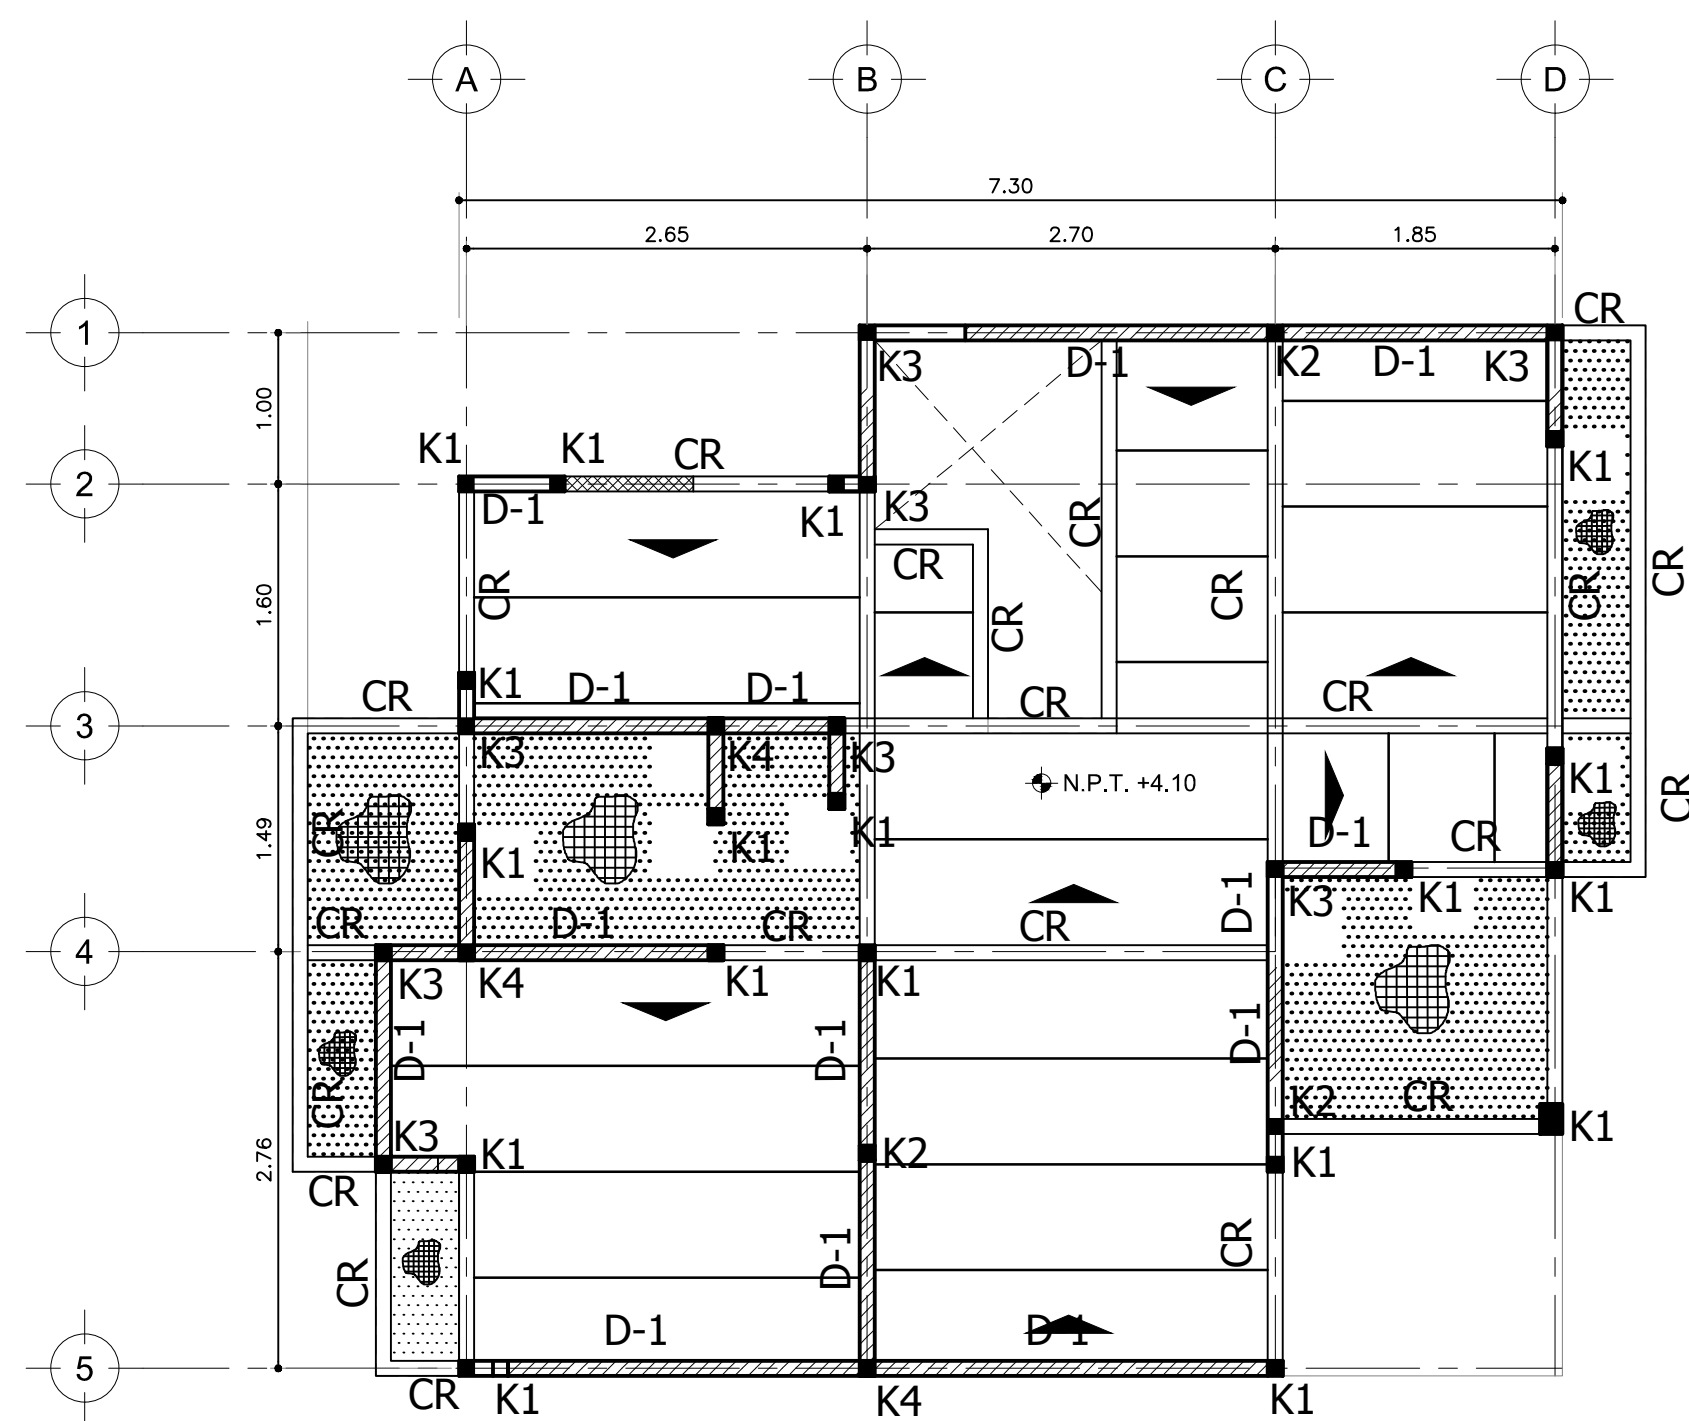 A B C D
7.30
2.65 2.70 1.85
CR
1
K3 D-1 K2 D-1 K3
1.00
K1 K1 CR K1
2
D-1 K1 K3 CR
CR CR CR
1.60 CR CR CR CR
K1 D-1 D-1
CR CR CR
3
K3 K4 K3 K1
N.P.T. +4.10
CR
1.49 CR K1 K1 K1 D-1 CR
CR D-1 CR CR D-1 K3 K1 K1
4
K3 K4 K1 K1
D-1 D-1 D-1
CR K2 CR K1
2.76 K3 K1 K2 K1
CR
CR D-1 CR
D-1 D-1
5
CR K1 K4 K1